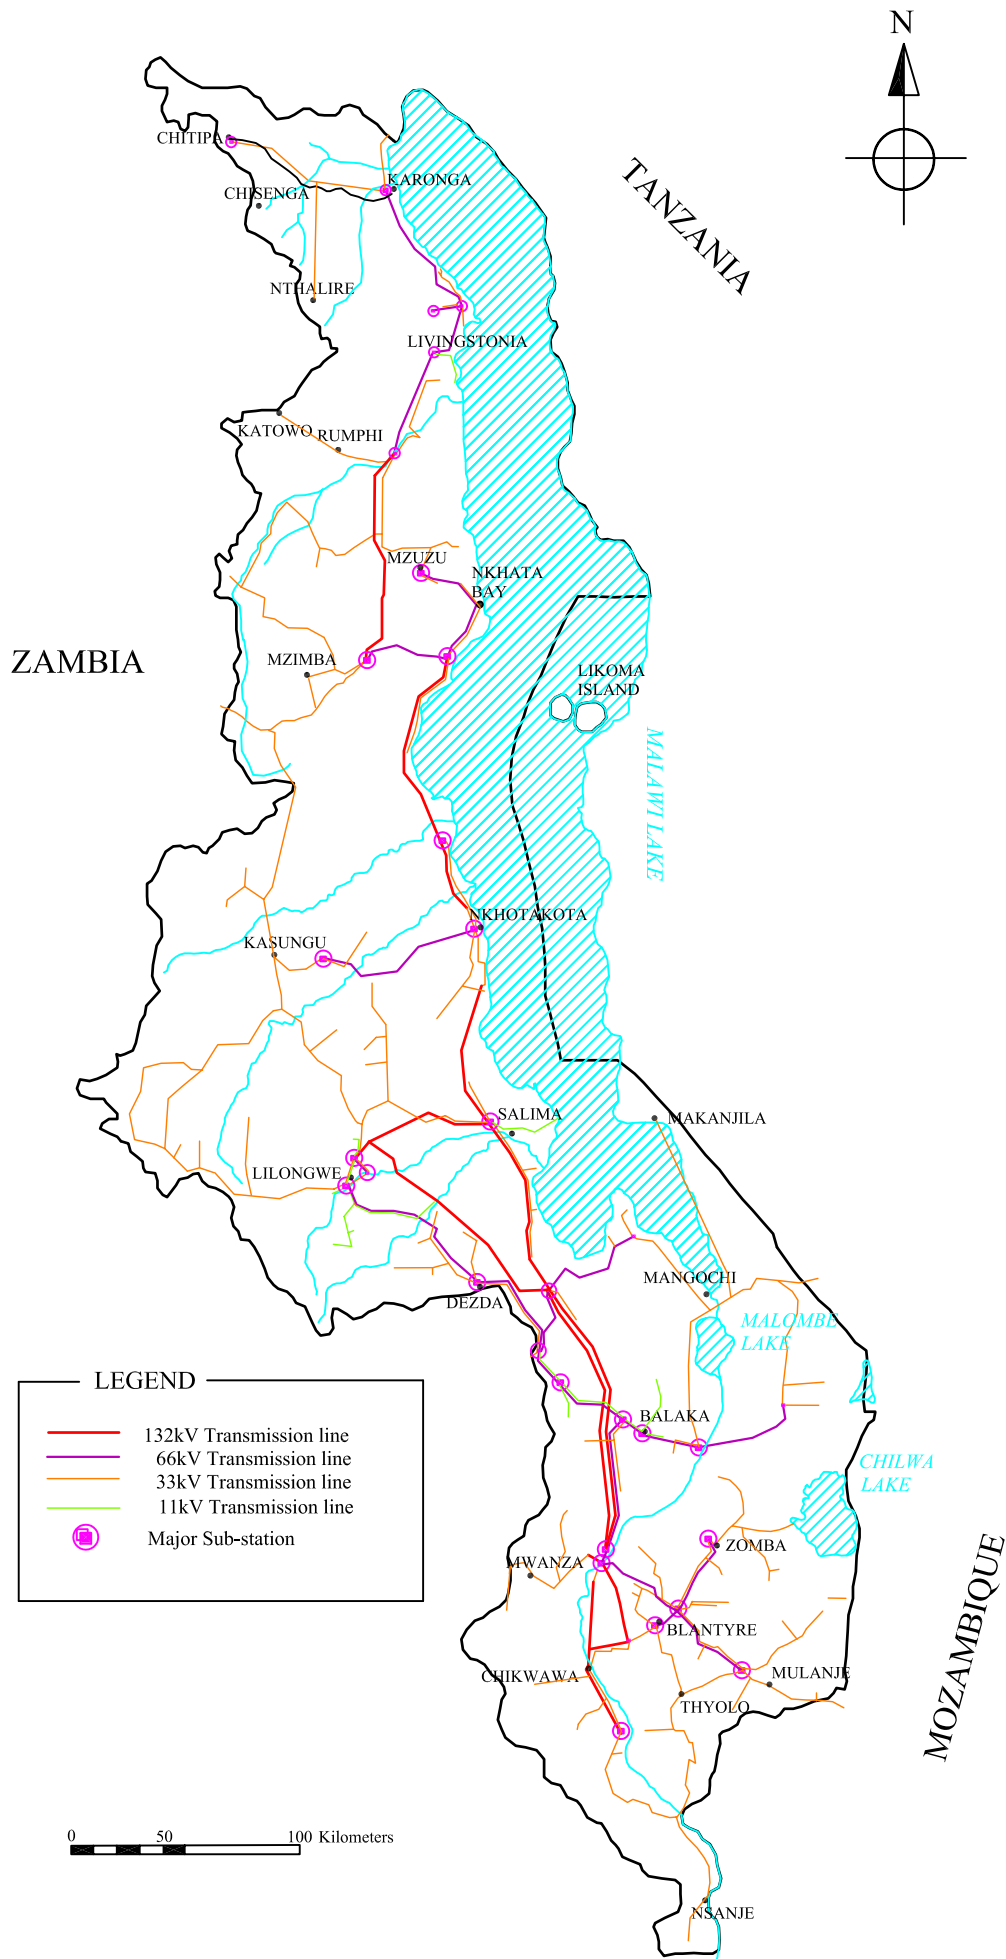 N
CHITIPA
TANZANIA
KARONGA
CHISENGA
NTHALIRE
LIVINGSTONIA
KATOWO
RUMPHI
MZUZU
NKHATA
BAY
ZAMBIA
MZIMBA
LIKOMA
ISLAND
MALAWI LAKE
NKHOTAKOTA
KASUNGU
SALIMA
MAKANJILA
LILONGWE
MANGOCHI
DEZDA
MALOMBE
LAKE
LEGEND
132kV Transmission line
66kV Transmission line
33kV Transmission line
11kV Transmission line
Major Sub-station
BALAKA
CHILWA
LAKE
ZOMBA
MWANZA
MOZAMBIQUE
BLANTYRE
CHIKWAWA
MULANJE
THYOLO
0 50 100 Kilometers
NSANJE